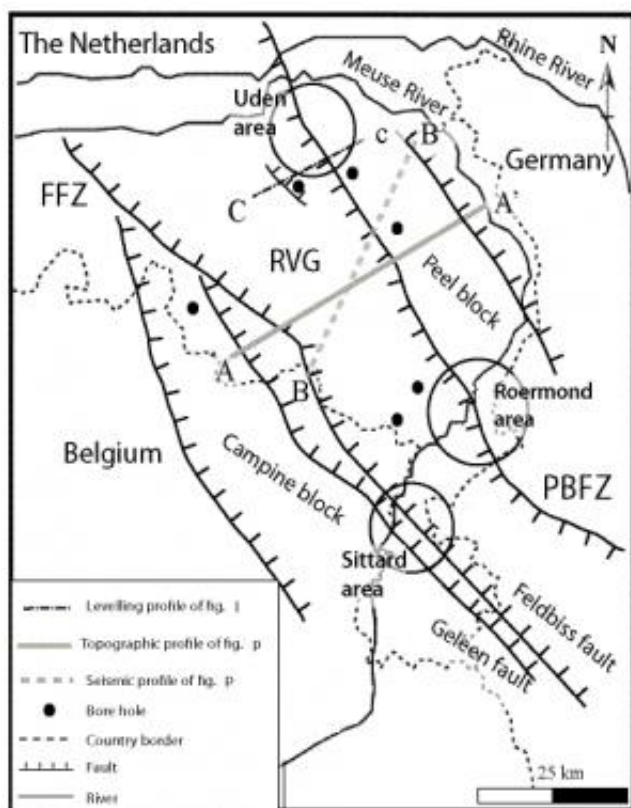 The Netherlands
Rhine River
N
Meuse River
Uden
area
c
B'
Germany
FFZ
C
A'
RVG
Peel block
A
B
Roermond
area
Belgium
Campine block
PBFZ
Sittard
area
Feldbiss fault
Geleen fault
Levelling profile of fig. 1
Topographic profile of fig. p
Seismic profile of fig. p
Bore hole
Country border
Fault
River
25 km